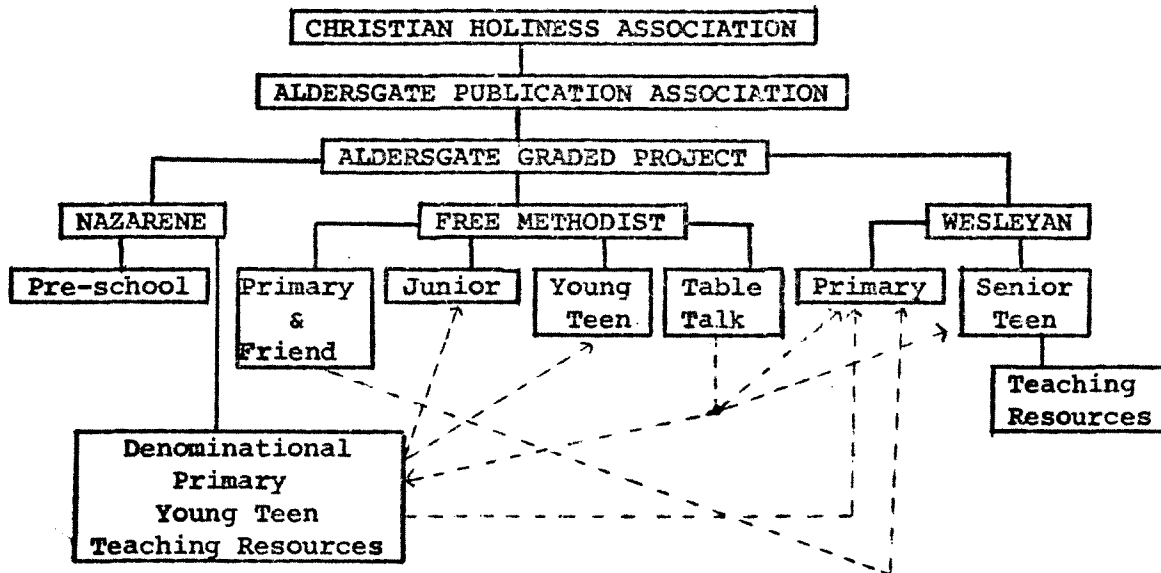 CHRISTIAN HOLINESS ASSOCIATION
ALDERSGATE PUBLICATION ASSOCIATION
ALDERSGATE GRADED PROJECT
NAZARENE
FREE METHODIST
WESLEYAN
Pre-school
Primary
&
Friend
Junior
Young
Teen
Table
Talk
Primary
Senior
Teen
Teaching
Resources
Denominational
Primary
Young Teen
Teaching Resources